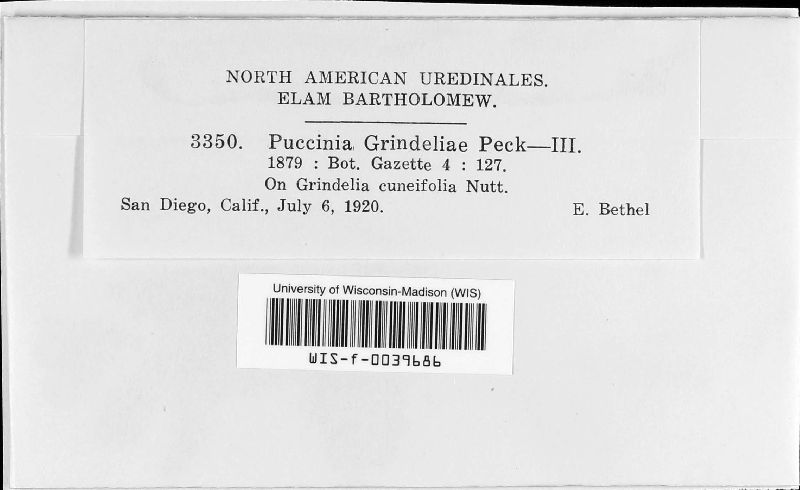 NORTH AMERICAN UREDINALES.
ELAM BARTHOLOMEW.
3350. Puccinia Grindeliae Peck—III.
1879 : Bot. Gazette 4 : 127.
On Grindelia cuneifolia Nutt.
San Diego, Calif., July 6, 1920. E. Bethel
University of Wisconsin-Madison (WIS)
WIS-f-0039686